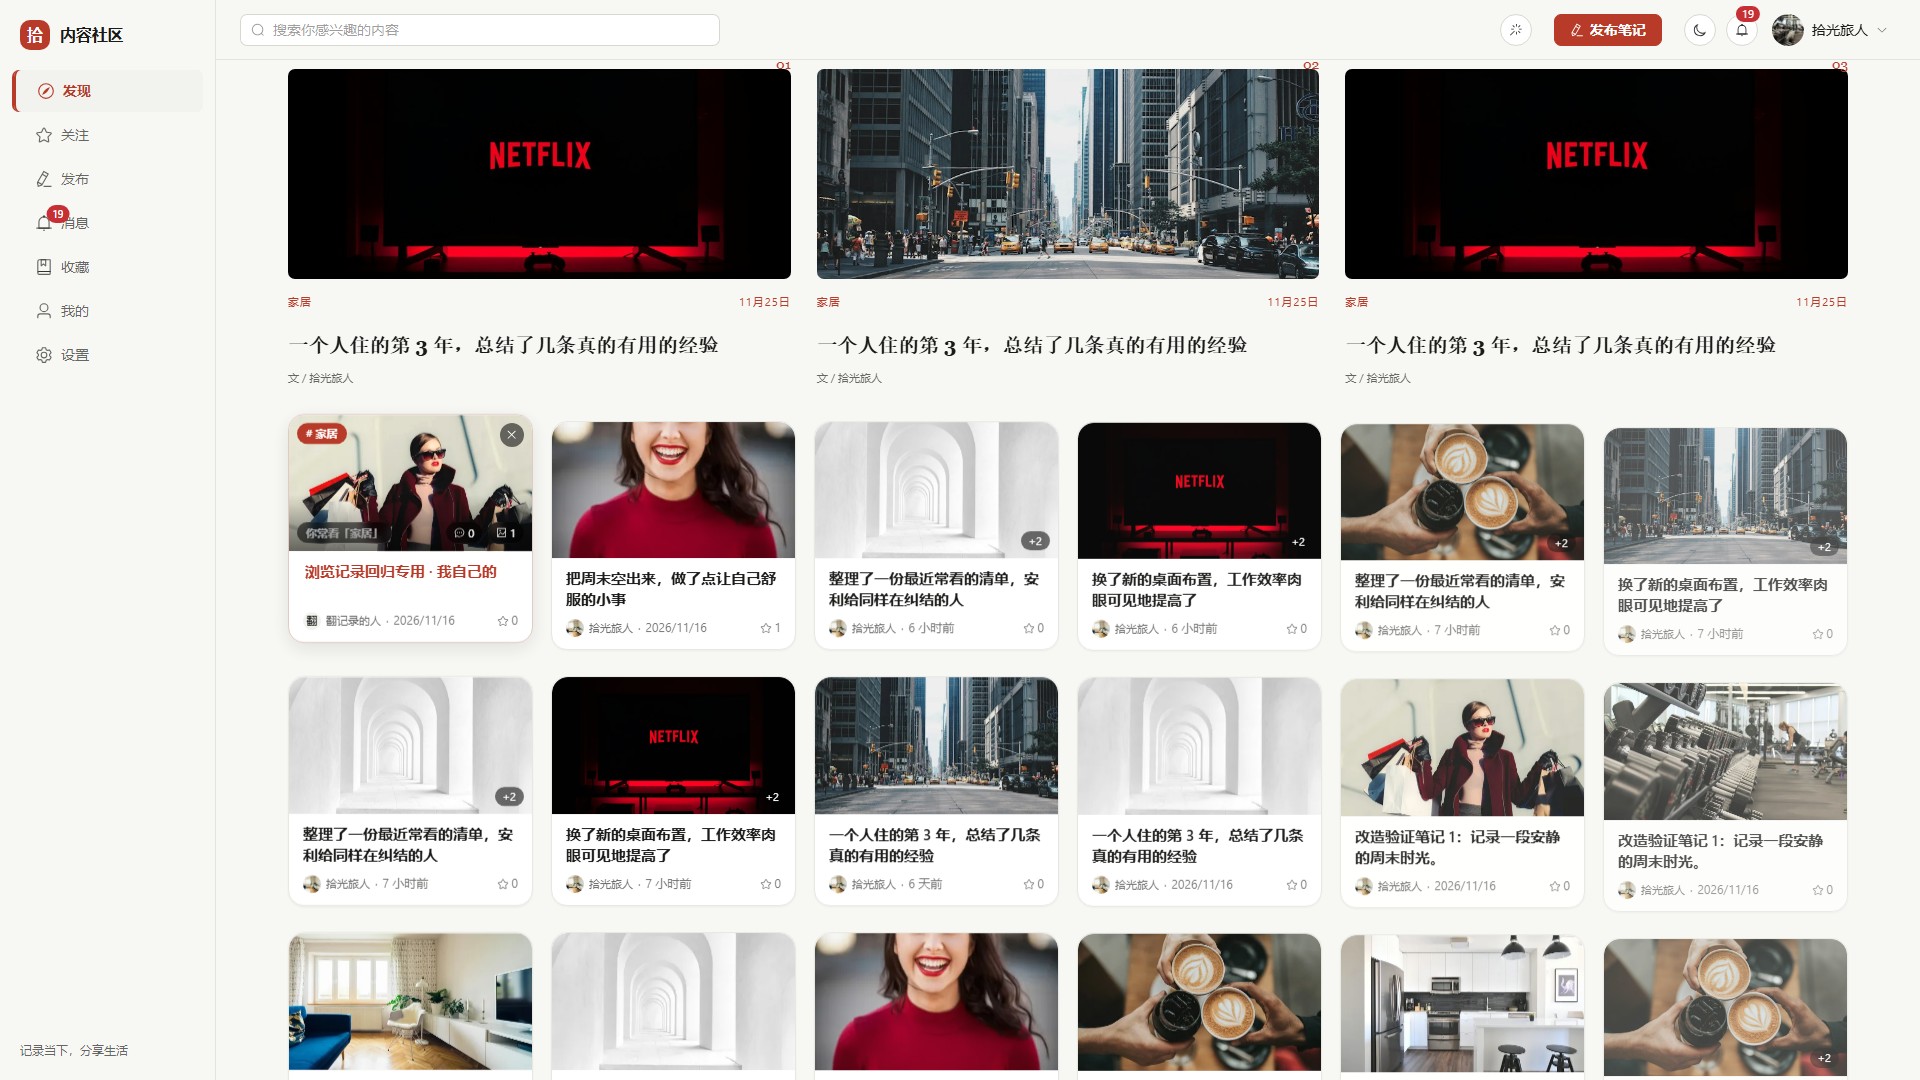 拾 内容社区
搜索你感兴趣的内容
发布笔记
19
拾光旅人
发现
关注
发布
19
消息
收藏
我的
设置
记录当下，分享生活
01
NETFLIX
家居 11月25日
一个人住的第 3 年，总结了几条真的有用的经验
文 / 拾光旅人
02
家居 11月25日
一个人住的第 3 年，总结了几条真的有用的经验
文 / 拾光旅人
03
NETFLIX
家居 11月25日
一个人住的第 3 年，总结了几条真的有用的经验
文 / 拾光旅人
# 家居
你常看「家居」 0 1
浏览记录回归专用 · 我自己的
翻 翻记录的人 · 2026/11/16 0
把周末空出来，做了点让自己舒
服的小事
拾光旅人 · 2026/11/16 1
+2
整理了一份最近常看的清单，安
利给同样在纠结的人
拾光旅人 · 6 小时前 0
NETFLIX
+2
换了新的桌面布置，工作效率肉
眼可见地提高了
拾光旅人 · 6 小时前 0
+2
整理了一份最近常看的清单，安
利给同样在纠结的人
拾光旅人 · 7 小时前 0
+2
换了新的桌面布置，工作效率肉
眼可见地提高了
拾光旅人 · 7 小时前 0
+2
整理了一份最近常看的清单，安
利给同样在纠结的人
拾光旅人 · 7 小时前 0
NETFLIX
+2
换了新的桌面布置，工作效率肉
眼可见地提高了
拾光旅人 · 7 小时前 0
一个人住的第 3 年，总结了几条
真的有用的经验
拾光旅人 · 6 天前 0
一个人住的第 3 年，总结了几条
真的有用的经验
拾光旅人 · 2026/11/16 0
改造验证笔记 1：记录一段安静
的周末时光。
拾光旅人 · 2026/11/16 0
改造验证笔记 1：记录一段安静
的周末时光。
拾光旅人 · 2026/11/16 0
+2